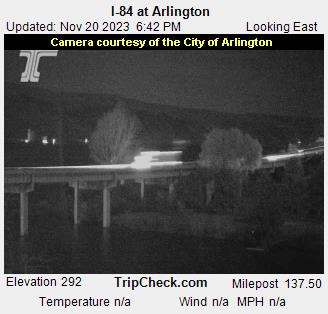 I-84 at Arlington
Updated: Nov 20 2023 6:42 PM Looking East
Camera courtesy of the City of Arlington
Elevation 292 TripCheck.com Milepost 137.50
Temperature n/a Wind n/a MPH n/a